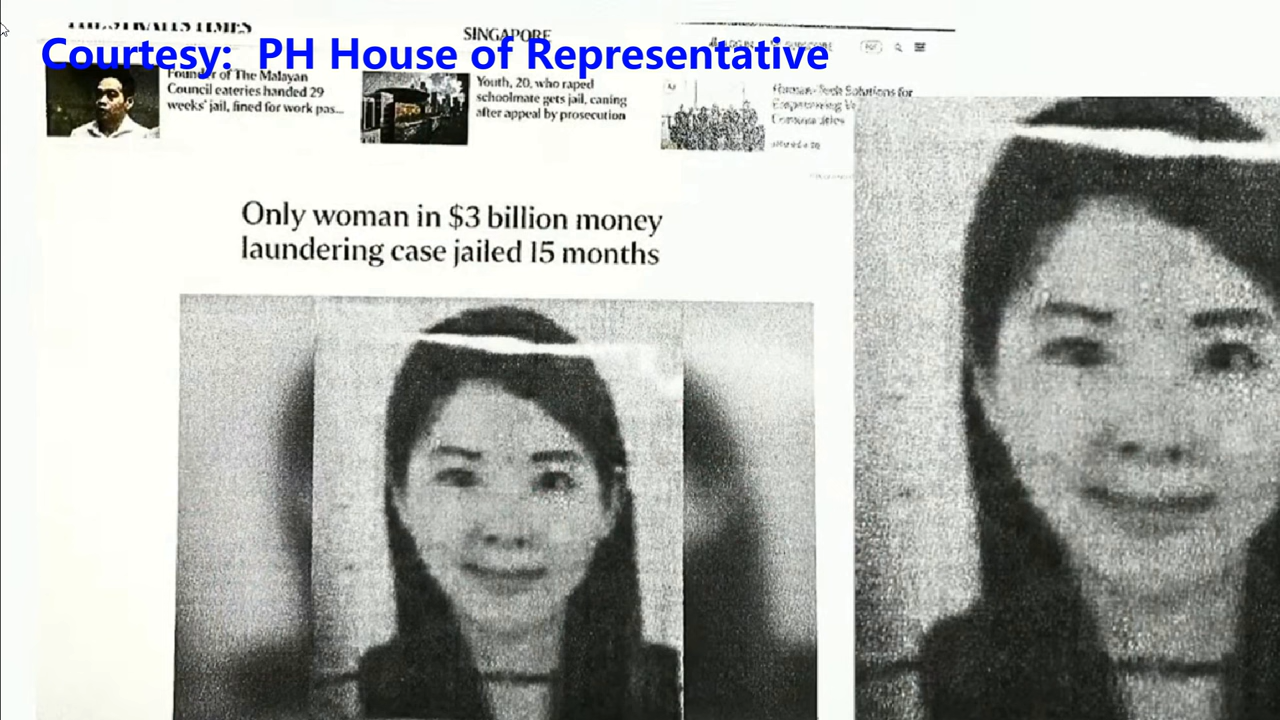 SINGAPORE
Courtesy: PH House of Representative
Founder of The Malayan
Council eateries handed 29
weeks' jail, fined for work pas...
Youth, 20, who raped
schoolmate gets jail, caning
after appeal by prosecution
Solutions for
Only woman in $3 billion money
laundering case jailed 15 months